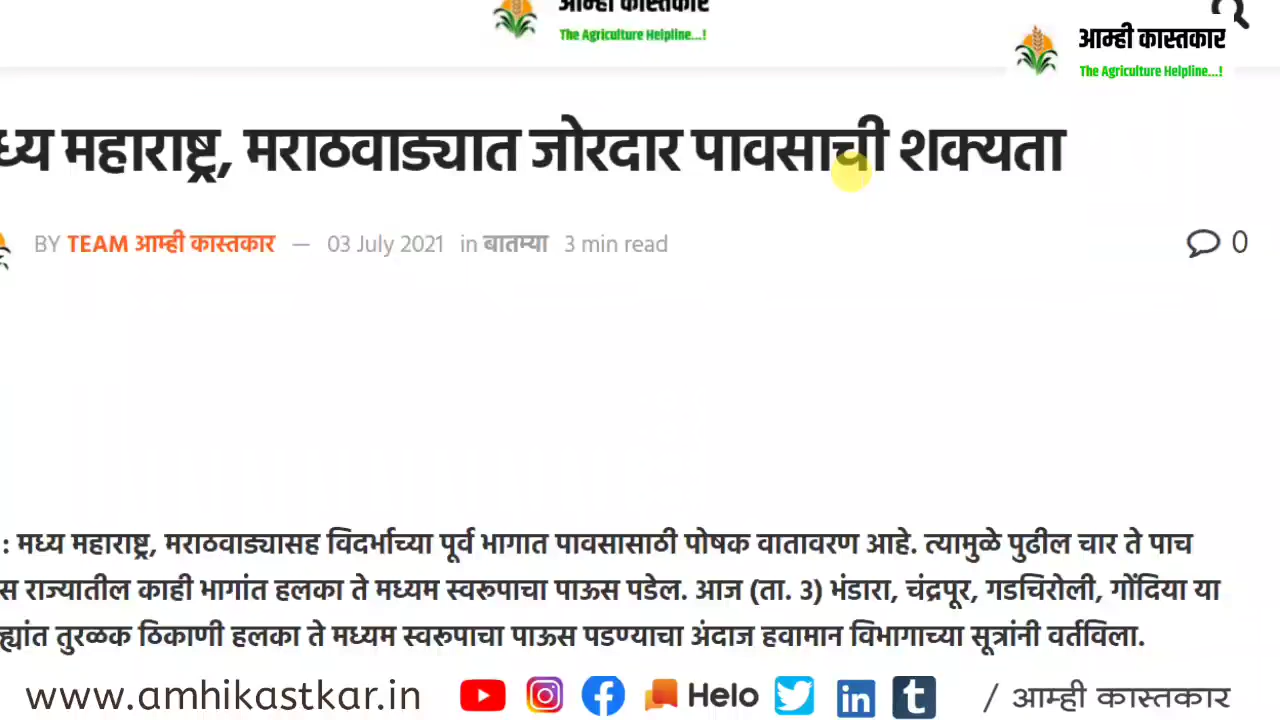 आम्ही कास्तकार
The Agriculture Helpline...!
आम्ही कास्तकार
The Agriculture Helpline...!
ध्य महाराष्ट्र, मराठवाड्यात जोरदार पावसाची शक्यता
BY TEAM आम्ही कास्तकार — 03 July 2021 in बातम्या 3 min read
0
: मध्य महाराष्ट्र, मराठवाड्यासह विदर्भाच्या पूर्व भागात पावसासाठी पोषक वातावरण आहे. त्यामुळे पुढील चार ते पाच
स राज्यातील काही भागांत हलका ते मध्यम स्वरूपाचा पाऊस पडेल. आज (ता. ३) भंडारा, चंद्रपूर, गडचिरोली, गोंदिया या
ह्यांत तुरळक ठिकाणी हलका ते मध्यम स्वरूपाचा पाऊस पडण्याचा अंदाज हवामान विभागाच्या सूत्रांनी वर्तविला.
www.amhikastkar.in Helo / आम्ही कास्तकार